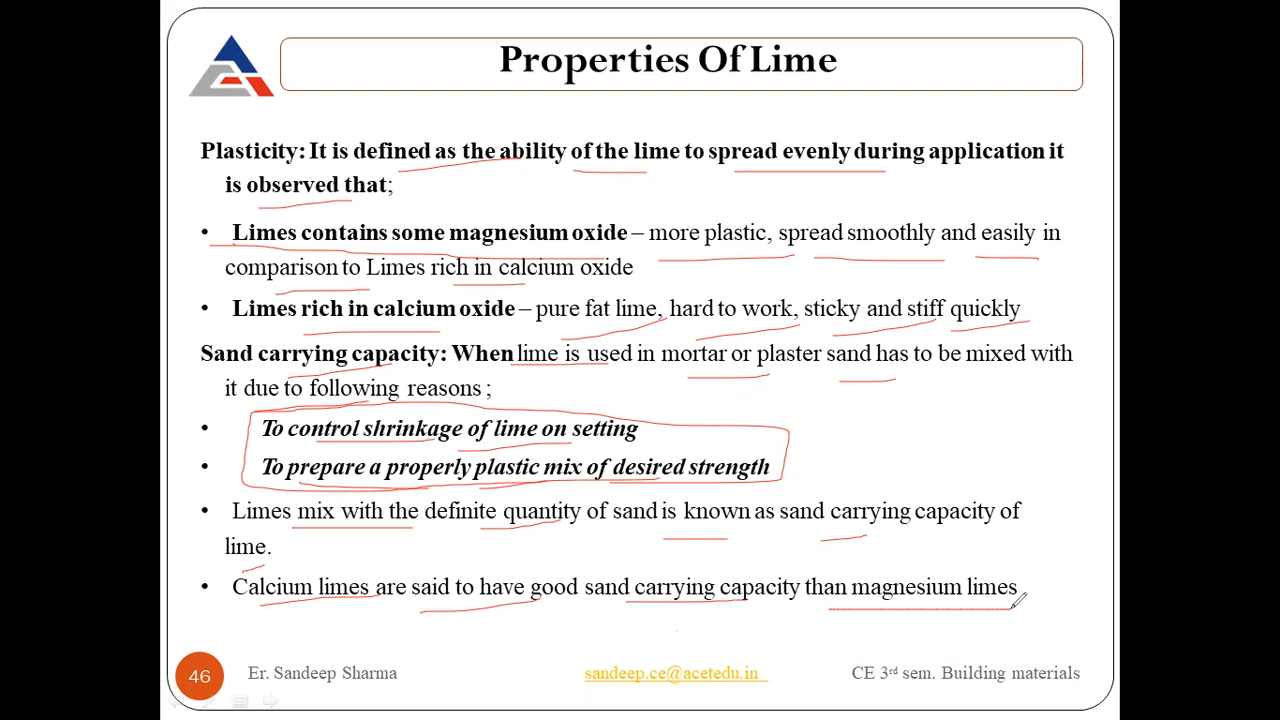 Properties Of Lime
Plasticity: It is defined as the ability of the lime to spread evenly during application it
is observed that;
• Limes contains some magnesium oxide – more plastic, spread smoothly and easily in
comparison to Limes rich in calcium oxide
• Limes rich in calcium oxide – pure fat lime, hard to work, sticky and stiff quickly
Sand carrying capacity: When lime is used in mortar or plaster sand has to be mixed with
it due to following reasons ;
• To control shrinkage of lime on setting
• To prepare a properly plastic mix of desired strength
• Limes mix with the definite quantity of sand is known as sand carrying capacity of
lime.
• Calcium limes are said to have good sand carrying capacity than magnesium limes
46 Er. Sandeep Sharma sandeep.ce@acetedu.in CE 3rd sem. Building materials